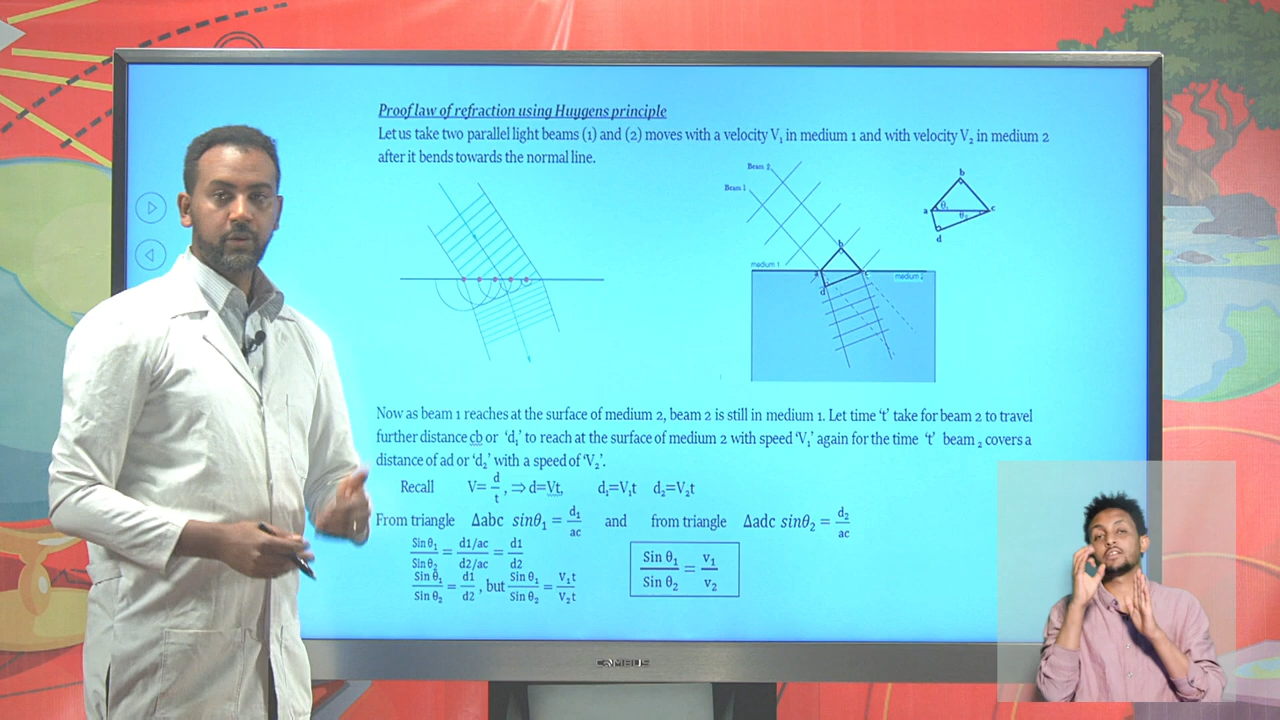 Proof law of refraction using Huygens principle
Let us take two parallel light beams (1) and (2) moves with a velocity V₁ in medium 1 and with velocity V₂ in medium 2
after it bends towards the normal line.
Beam 2
Beam 1
b
a θ₁ c
θ₂
d
b
medium 1
a c medium 2
d
Now as beam 1 reaches at the surface of medium 2, beam 2 is still in medium 1. Let time ‘t’ take for beam 2 to travel
further distance cb or ‘d₁’ to reach at the surface of medium 2 with speed ‘V₁’ again for the time ‘t’ beam ₂ covers a
distance of ad or ‘d₂’ with a speed of ‘V₂’.
Recall V= d/t , ⇒ d=Vt, d₁=V₁t d₂=V₂t
From triangle Δabc sinθ₁ = d₁/ac and from triangle Δadc sinθ₂ = d₂/ac
Sin θ₁/Sin θ₂ = d1/ac/d2/ac = d1/d2
Sin θ₁/Sin θ₂ = d1/d2 , but Sin θ₁/Sin θ₂ = V₁t/V₂t
Sin θ₁/Sin θ₂ = v₁/v₂
CAMBUS